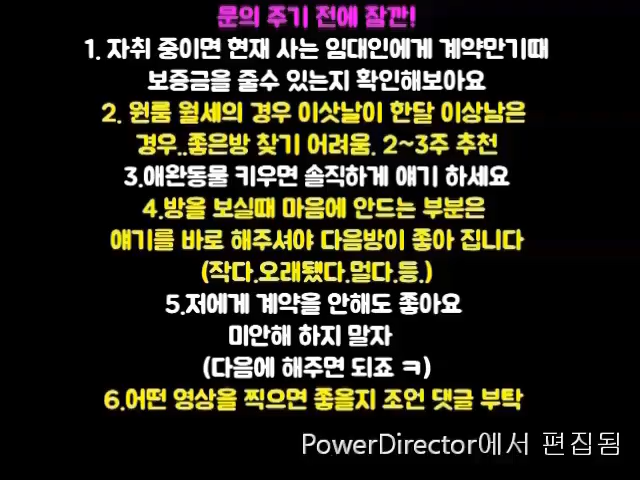 문의 주기 전에 잠깐!
1. 자취 중이면 현재 사는 임대인에게 계약만기때
보증금을 줄수 있는지 확인해보아요
2. 원룸 월세의 경우 이삿날이 한달 이상남은
경우..좋은방 찾기 어려움. 2~3주 추천
3.애완동물 키우면 솔직하게 얘기 하세요
4.방을 보실때 마음에 안드는 부분은
얘기를 바로 해주셔야 다음방이 좋아 집니다
(작다.오래됐다.멀다.등.)
5.저에게 계약을 안해도 좋아요
미안해 하지 말자
(다음에 해주면 되죠 ㅋ)
6.어떤 영상을 찍으면 좋을지 조언 댓글 부탁
PowerDirector에서 편집됨